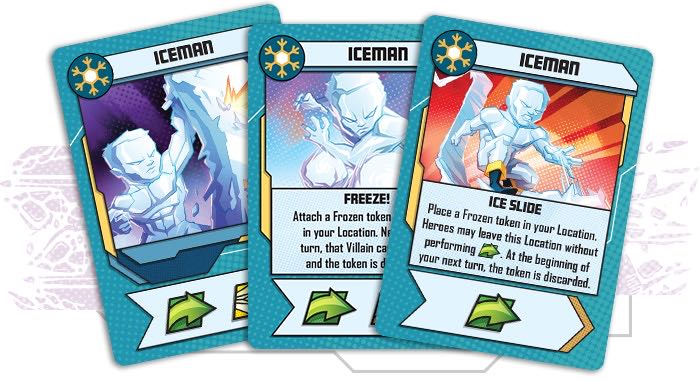 ICEMAN
ICEMAN
FREEZE!
Attach a Frozen token
in your Location. Ne
turn, that Villain ca
and the token is d
ICEMAN
ICE SLIDE
Place a Frozen token in your Location.
Heroes may leave this Location without
performing . At the beginning of
your next turn, the token is discarded.